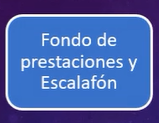 Fondo de
prestaciones y
Escalafón